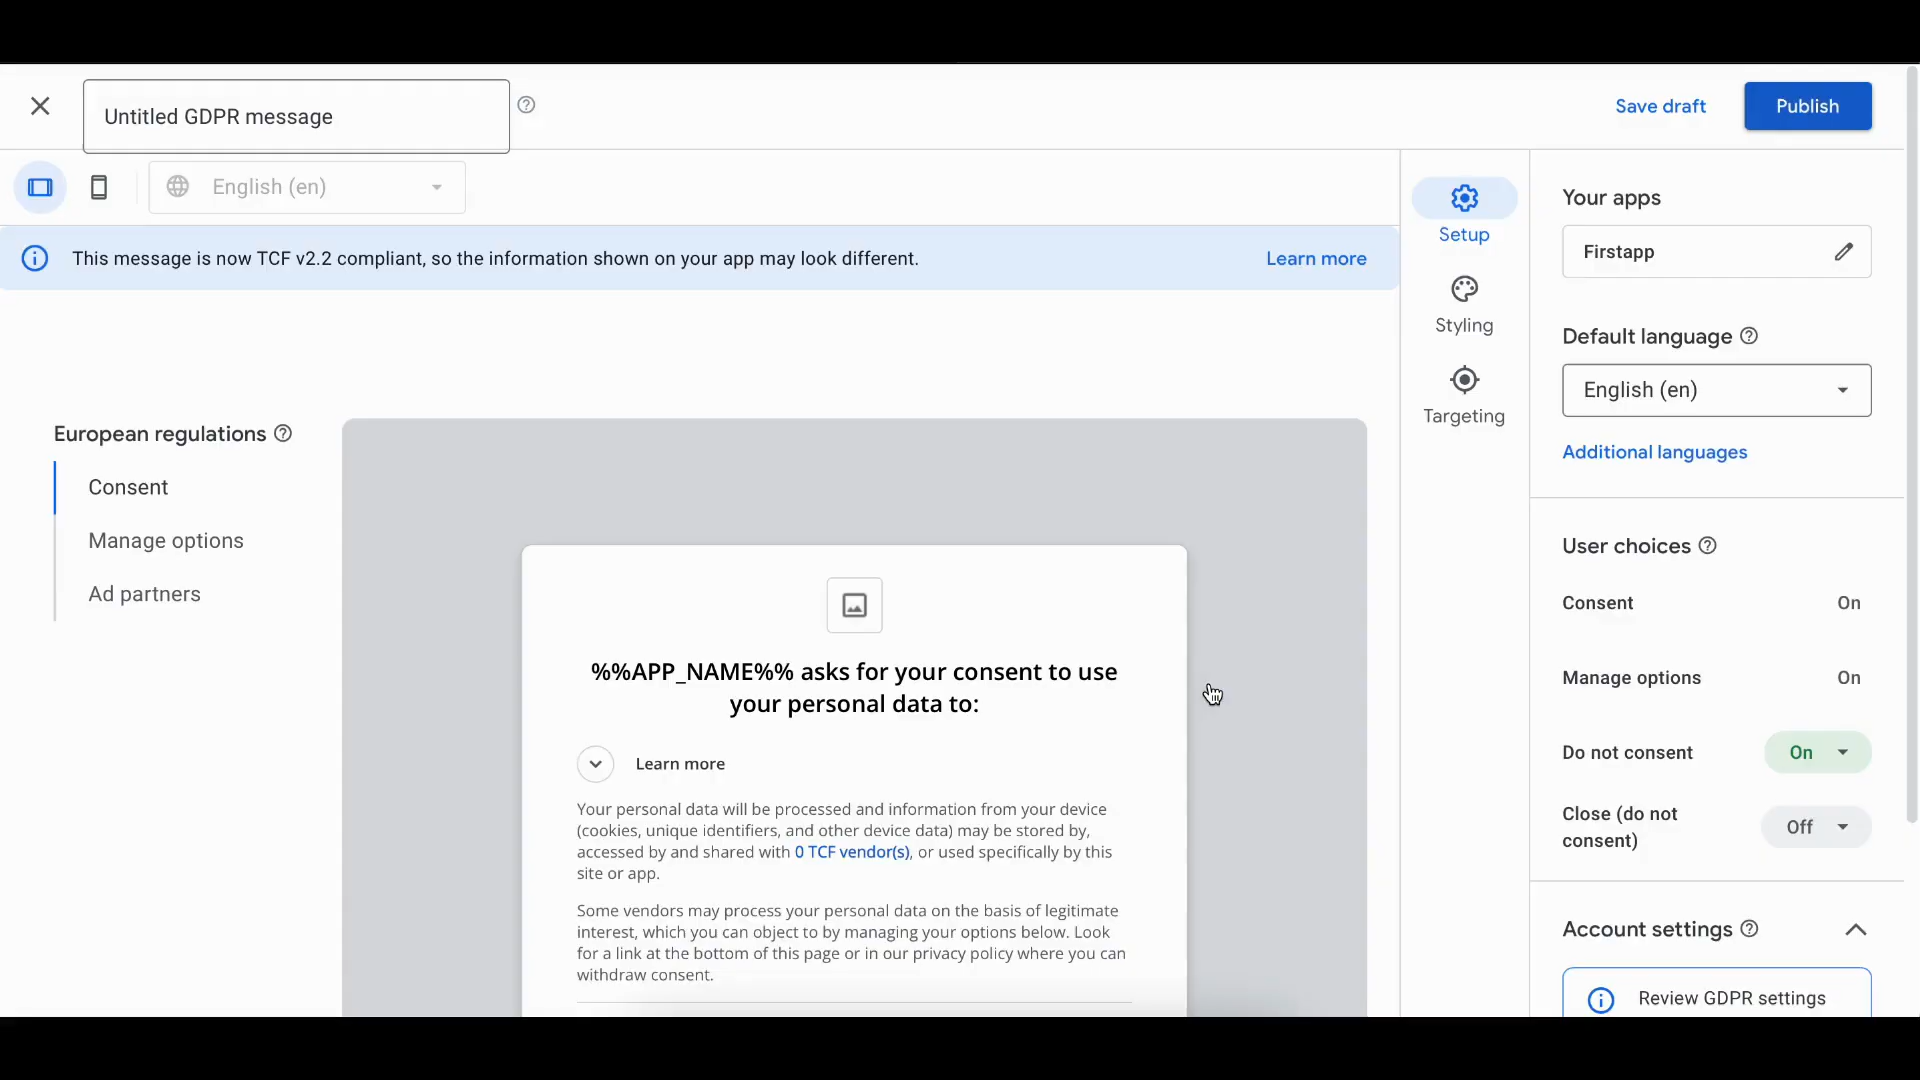 Untitled GDPR message
Save draft
Publish
English (en)
This message is now TCF v2.2 compliant, so the information shown on your app may look different.
Learn more
European regulations
Consent
Manage options
Ad partners
%%APP_NAME%% asks for your consent to use
your personal data to:
Learn more
Your personal data will be processed and information from your device
(cookies, unique identifiers, and other device data) may be stored by,
accessed by and shared with 0 TCF vendor(s), or used specifically by this
site or app.
Some vendors may process your personal data on the basis of legitimate
interest, which you can object to by managing your options below. Look
for a link at the bottom of this page or in our privacy policy where you can
withdraw consent.
Setup
Styling
Targeting
Your apps
Firstapp
Default language
English (en)
Additional languages
User choices
Consent On
Manage options On
Do not consent On
Close (do not
consent) Off
Account settings
Review GDPR settings